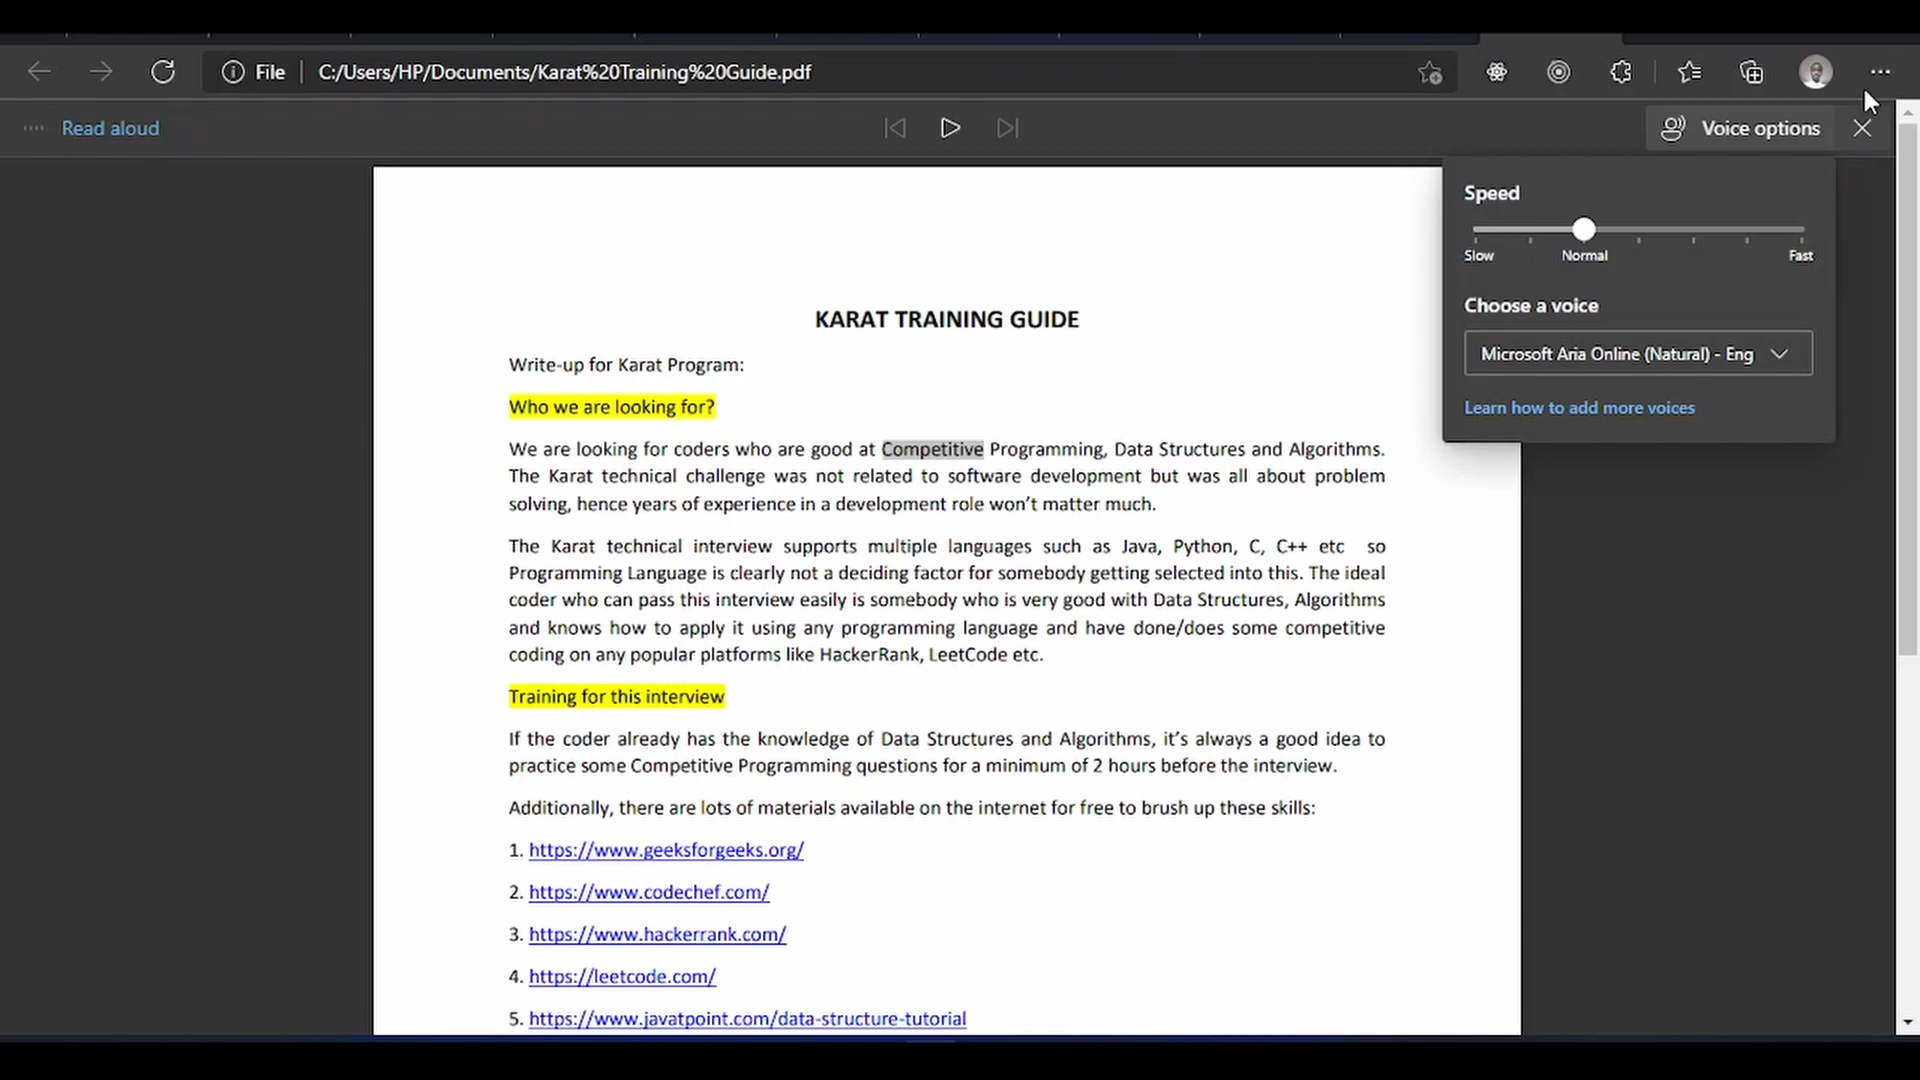 File
C:/Users/HP/Documents/Karat%20Training%20Guide.pdf
Read aloud
Voice options
Speed
Slow
Normal
Fast
Choose a voice
Microsoft Aria Online (Natural) - Eng
Learn how to add more voices
KARAT TRAINING GUIDE
Write-up for Karat Program:
Who we are looking for?
We are looking for coders who are good at Competitive Programming, Data Structures and Algorithms.
The Karat technical challenge was not related to software development but was all about problem
solving, hence years of experience in a development role won’t matter much.
The Karat technical interview supports multiple languages such as Java, Python, C, C++ etc so
Programming Language is clearly not a deciding factor for somebody getting selected into this. The ideal
coder who can pass this interview easily is somebody who is very good with Data Structures, Algorithms
and knows how to apply it using any programming language and have done/does some competitive
coding on any popular platforms like HackerRank, LeetCode etc.
Training for this interview
If the coder already has the knowledge of Data Structures and Algorithms, it’s always a good idea to
practice some Competitive Programming questions for a minimum of 2 hours before the interview.
Additionally, there are lots of materials available on the internet for free to brush up these skills:
1. https://www.geeksforgeeks.org/
2. https://www.codechef.com/
3. https://www.hackerrank.com/
4. https://leetcode.com/
5. https://www.javatpoint.com/data-structure-tutorial